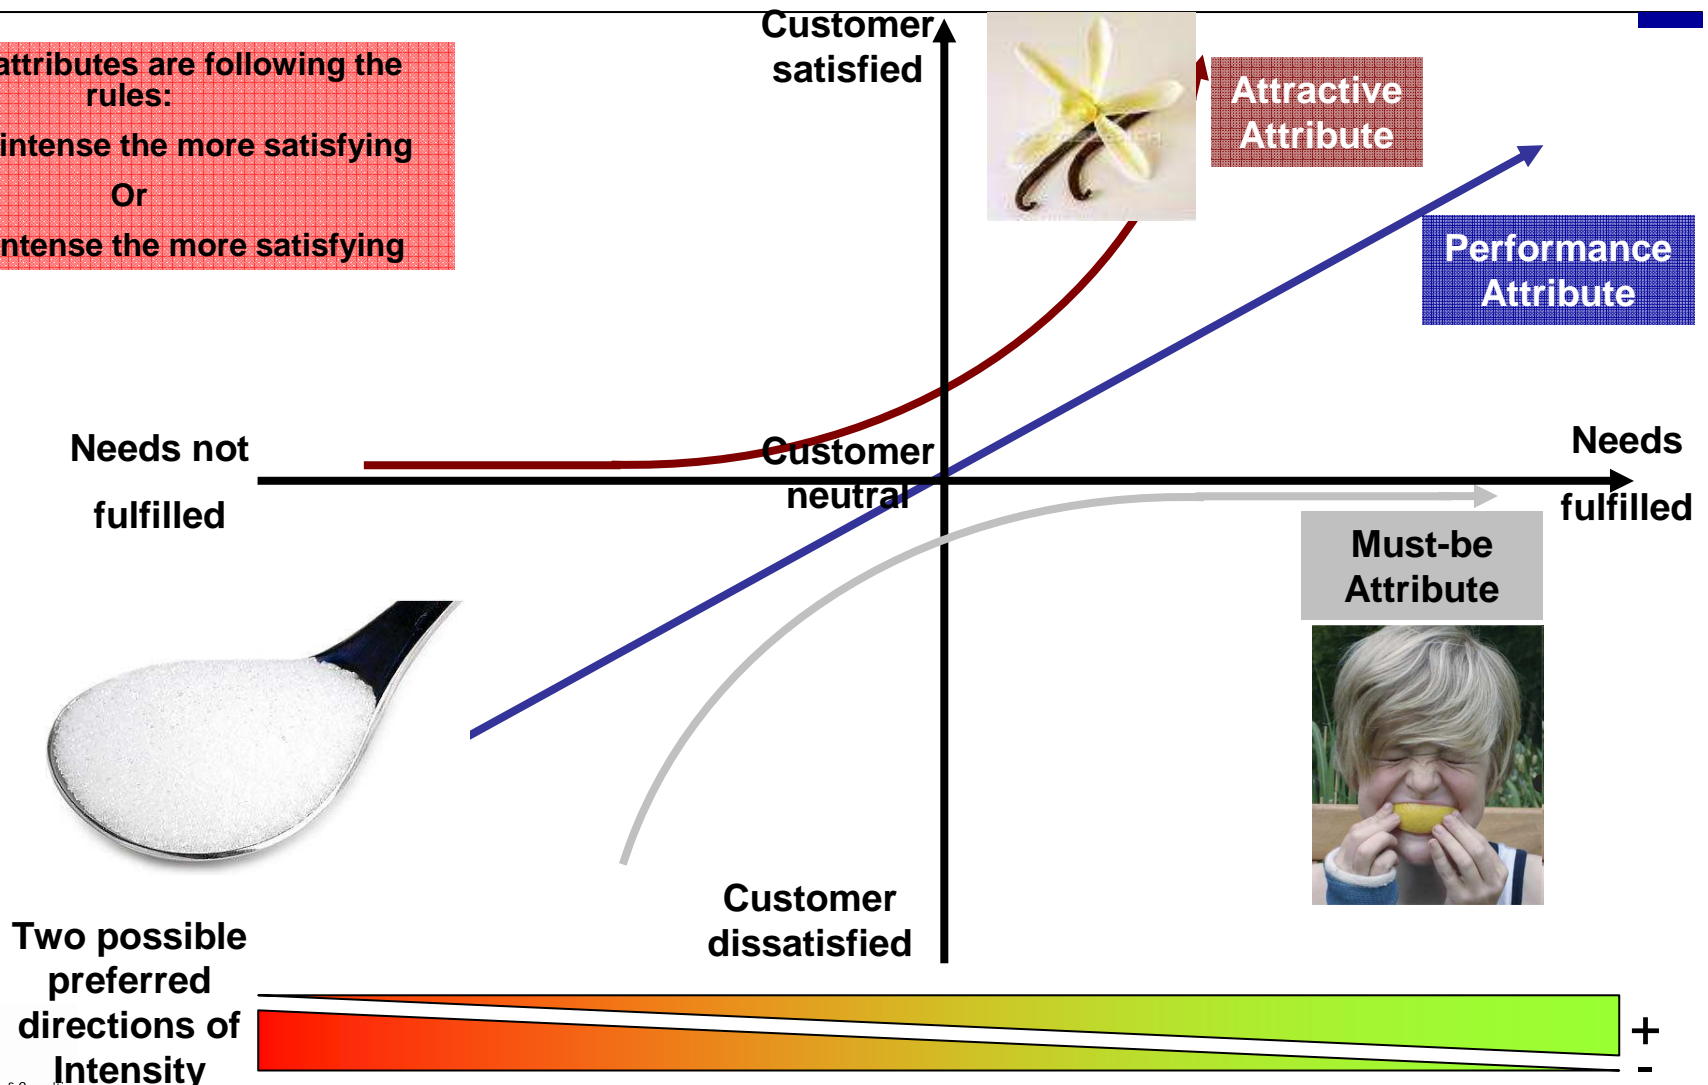 Customer
satisfied
attributes are following the
rules:
intense the more satisfying
Or
ntense the more satisfying
Attractive
Attribute
Performance
Attribute
Needs not
fulfilled
Customer
neutral
Needs
fulfilled
Must-be
Attribute
Customer
dissatisfied
Two possible
preferred
directions of
Intensity
+
-